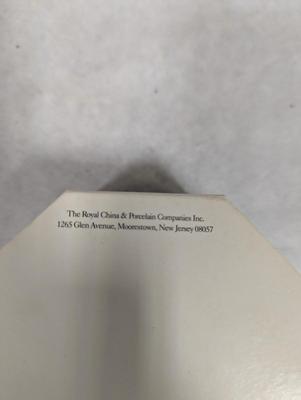 The Royal China & Porcelain Companies Inc.
1265 Glen Avenue, Moorestown, New Jersey 08057